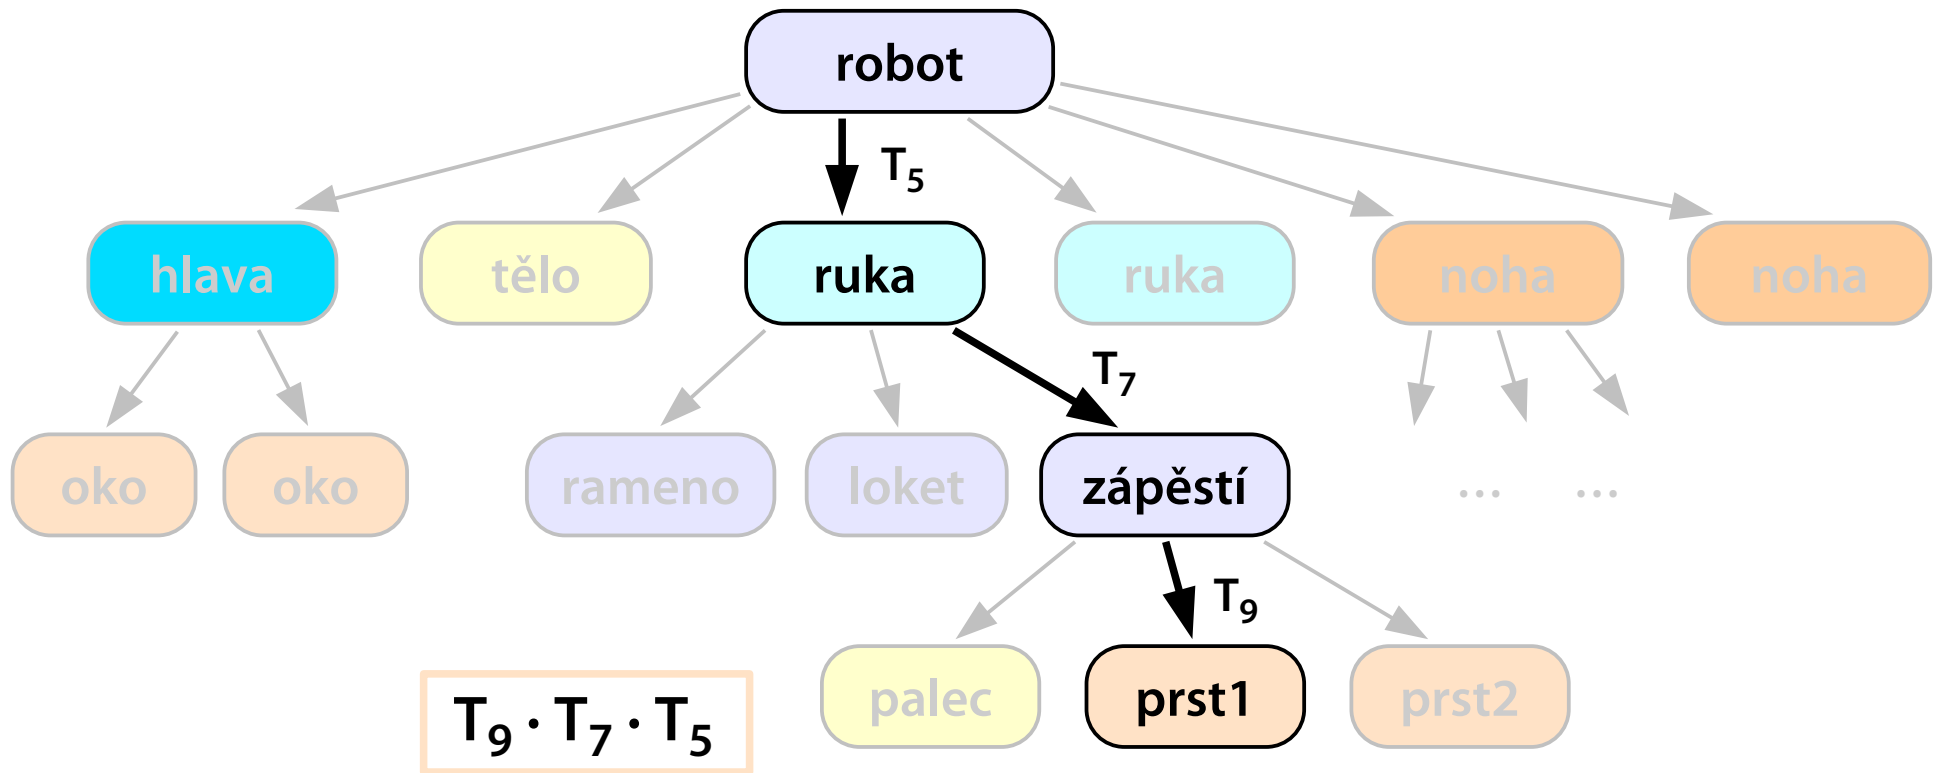 robot
T₅
hlava
tělo
ruka
ruka
noha
noha
T₇
oko
oko
rameno
loket
zápěstí
...
...
T₉
palec
prst1
prst2
T₉ · T₇ · T₅